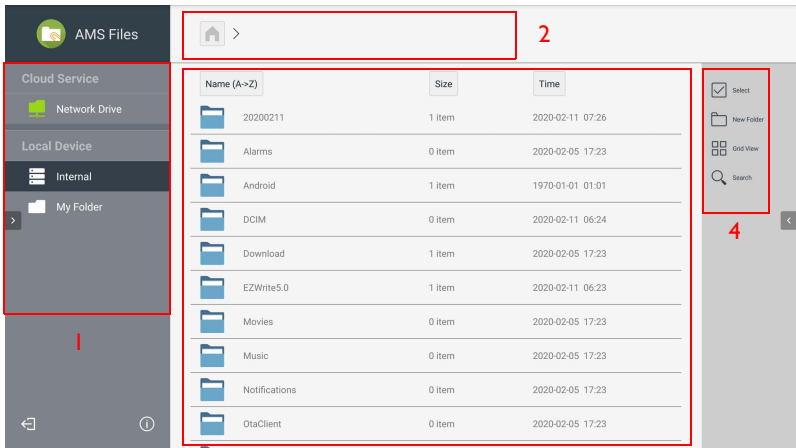 AMS Files
>
2
Cloud Service
Network Drive
Local Device
Internal
My Folder
>
1
Name (A->Z) Size Time
20200211 1 item 2020-02-11 07:26
Alarms 0 item 2020-02-05 17:23
Android 1 item 1970-01-01 01:01
DCIM 0 item 2020-02-11 06:24
Download 1 item 2020-02-05 17:23
EZWrite5.0 1 item 2020-02-11 06:23
Movies 0 item 2020-02-05 17:23
Music 0 item 2020-02-05 17:23
Notifications 0 item 2020-02-05 17:23
OtaClient 0 item 2020-02-05 17:23
Select
New Folder
Grid View
Search
4
<